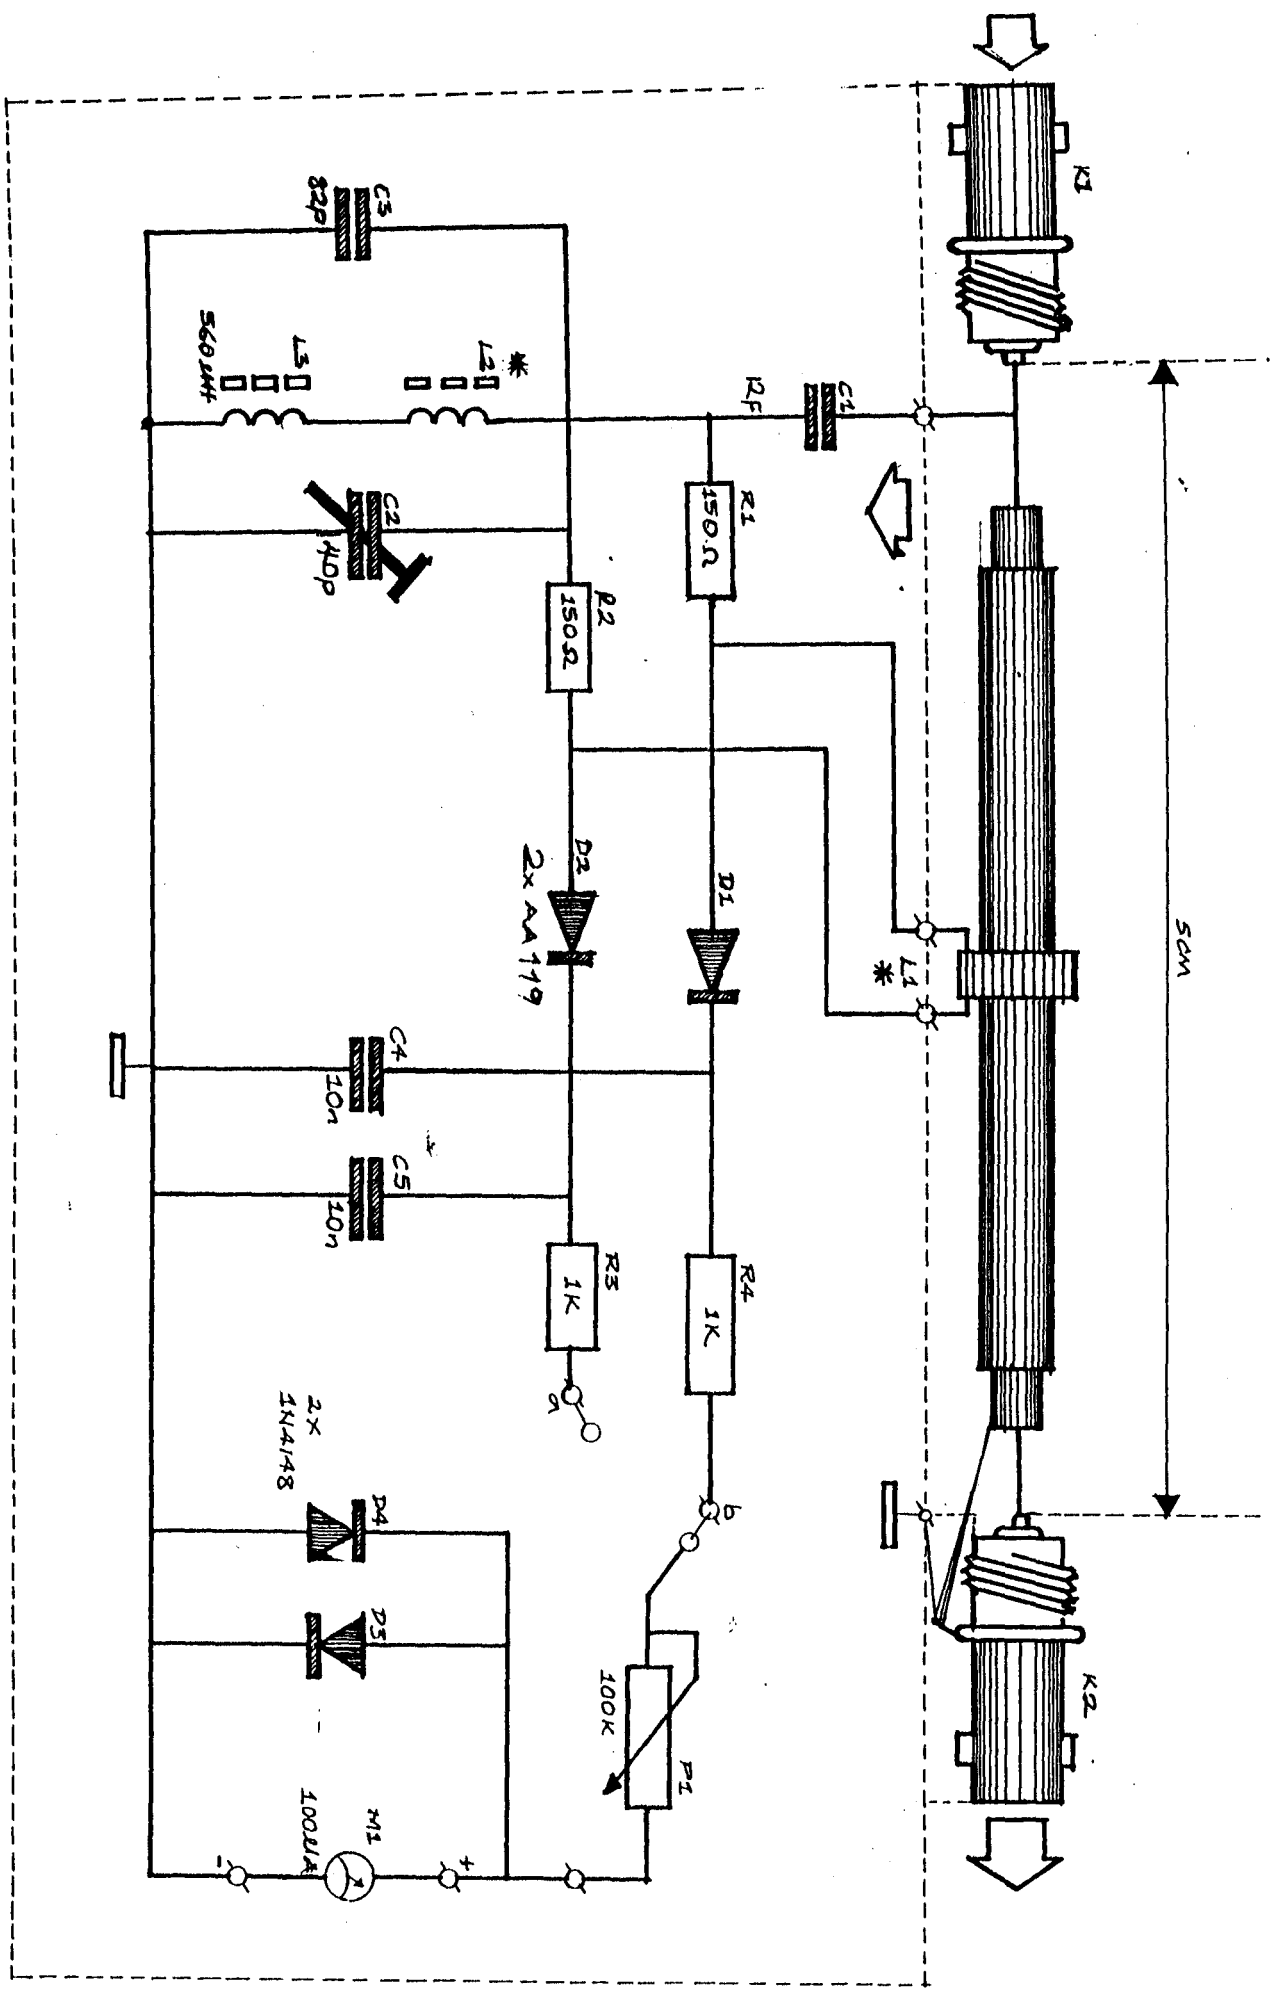 5cm
K1
K2
L1
*
C1
R1
150Ω
D1
R4
1K
b
P1
100K
*
L2
R2
150Ω
D2
2x AA119
R3
1K
a
C3
82p
L3
560µH
C2
40p
C4
10n
C5
10n
2x
1N4148
D4
D3
M1
100µA
+
-